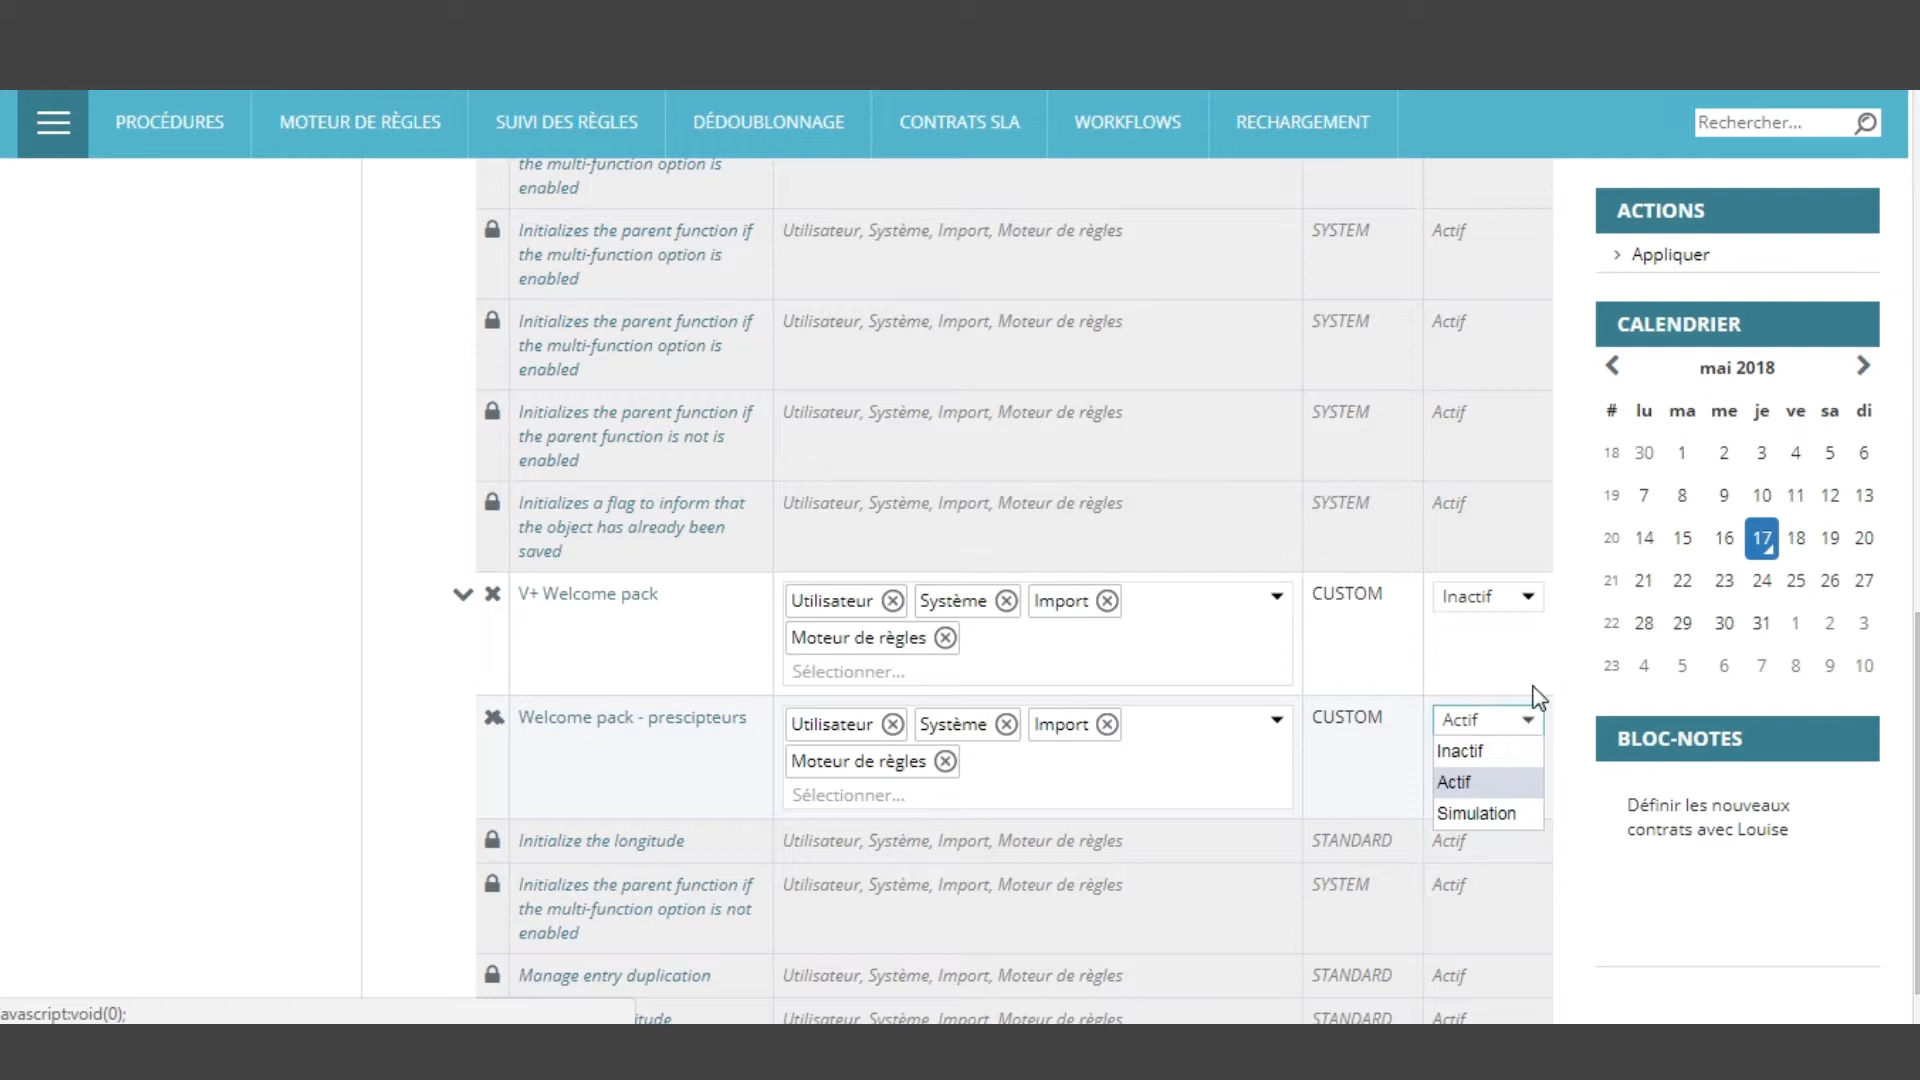 PROCÉDURES MOTEUR DE RÈGLES SUIVI DES RÈGLES DÉDOUBLONNAGE CONTRATS SLA WORKFLOWS RECHARGEMENT Rechercher...
the multi-function option is
enabled
Initializes the parent function if Utilisateur, Système, Import, Moteur de règles SYSTEM Actif
the multi-function option is
enabled
Initializes the parent function if Utilisateur, Système, Import, Moteur de règles SYSTEM Actif
the multi-function option is
enabled
Initializes the parent function if Utilisateur, Système, Import, Moteur de règles SYSTEM Actif
the parent function is not is
enabled
Initializes a flag to inform that Utilisateur, Système, Import, Moteur de règles SYSTEM Actif
the object has already been
saved
V+ Welcome pack Utilisateur Système Import CUSTOM Inactif
Moteur de règles
Sélectionner...
Welcome pack - prescipteurs Utilisateur Système Import CUSTOM Actif
Moteur de règles
Sélectionner...
Inactif
Actif
Simulation
Initialize the longitude Utilisateur, Système, Import, Moteur de règles STANDARD Actif
Initializes the parent function if Utilisateur, Système, Import, Moteur de règles SYSTEM Actif
the multi-function option is not
enabled
Manage entry duplication Utilisateur, Système, Import, Moteur de règles STANDARD Actif
itude Utilisateur, Système, Import, Moteur de règles STANDARD Actif
avascript:void(0);
ACTIONS
Appliquer
CALENDRIER
mai 2018
# lu ma me je ve sa di
18 30 1 2 3 4 5 6
19 7 8 9 10 11 12 13
20 14 15 16 17 18 19 20
21 21 22 23 24 25 26 27
22 28 29 30 31 1 2 3
23 4 5 6 7 8 9 10
BLOC-NOTES
Définir les nouveaux
contrats avec Louise